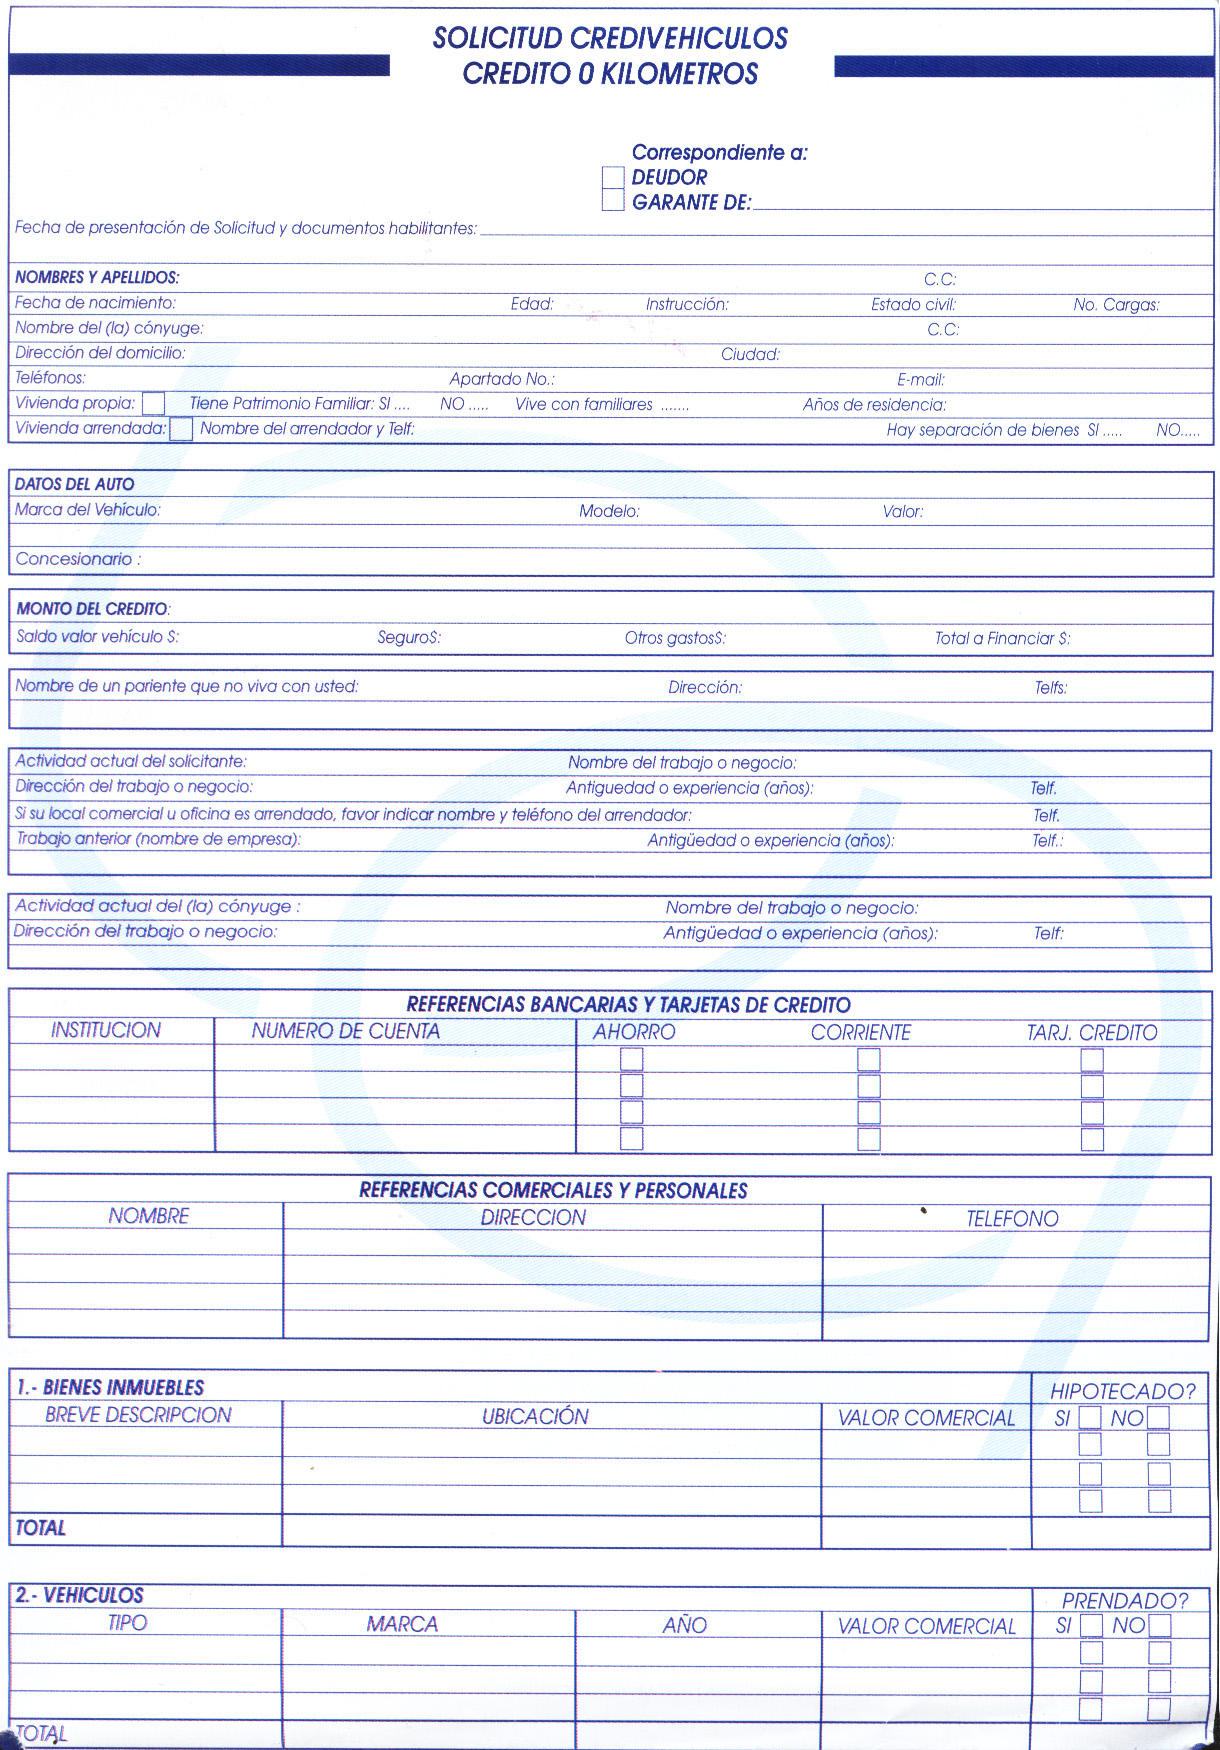 SOLICITUD CREDIVEHICULOS
CREDITO 0 KILOMETROS
Correspondiente a:
DEUDOR
GARANTE DE:
Fecha de presentación de Solicitud y documentos habilitantes:
NOMBRES Y APELLIDOS: C.C:
Fecha de nacimiento: Edad: Instrucción: Estado civil: No. Cargas:
Nombre del (la) cónyuge: C.C:
Dirección del domicilio: Ciudad:
Teléfonos: Apartado No.: E-mail:
Vivienda propia: Tiene Patrimonio Familiar: SI .... NO ..... Vive con familiares ....... Años de residencia:
Vivienda arrendada: Nombre del arrendador y Telf: Hay separación de bienes SI ..... NO.....
DATOS DEL AUTO
Marca del Vehículo: Modelo: Valor:
Concesionario :
MONTO DEL CREDITO:
Saldo valor vehículo $: Seguro$: Otros gastos$: Total a Financiar $:
Nombre de un pariente que no viva con usted: Dirección: Telfs:
Actividad actual del solicitante: Nombre del trabajo o negocio:
Dirección del trabajo o negocio: Antiguedad o experiencia (años): Telf.
Si su local comercial u oficina es arrendado, favor indicar nombre y teléfono del arrendador: Telf.
Trabajo anterior (nombre de empresa): Antigüedad o experiencia (años): Telf.:
Actividad actual del (la) cónyuge : Nombre del trabajo o negocio:
Dirección del trabajo o negocio: Antigüedad o experiencia (años): Telf:
REFERENCIAS BANCARIAS Y TARJETAS DE CREDITO
INSTITUCION NUMERO DE CUENTA AHORRO CORRIENTE TARJ. CREDITO
REFERENCIAS COMERCIALES Y PERSONALES
NOMBRE DIRECCION TELEFONO
1.- BIENES INMUEBLES HIPOTECADO?
BREVE DESCRIPCION UBICACIÓN VALOR COMERCIAL SI NO
TOTAL
2.- VEHICULOS PRENDADO?
TIPO MARCA AÑO VALOR COMERCIAL SI NO
TOTAL